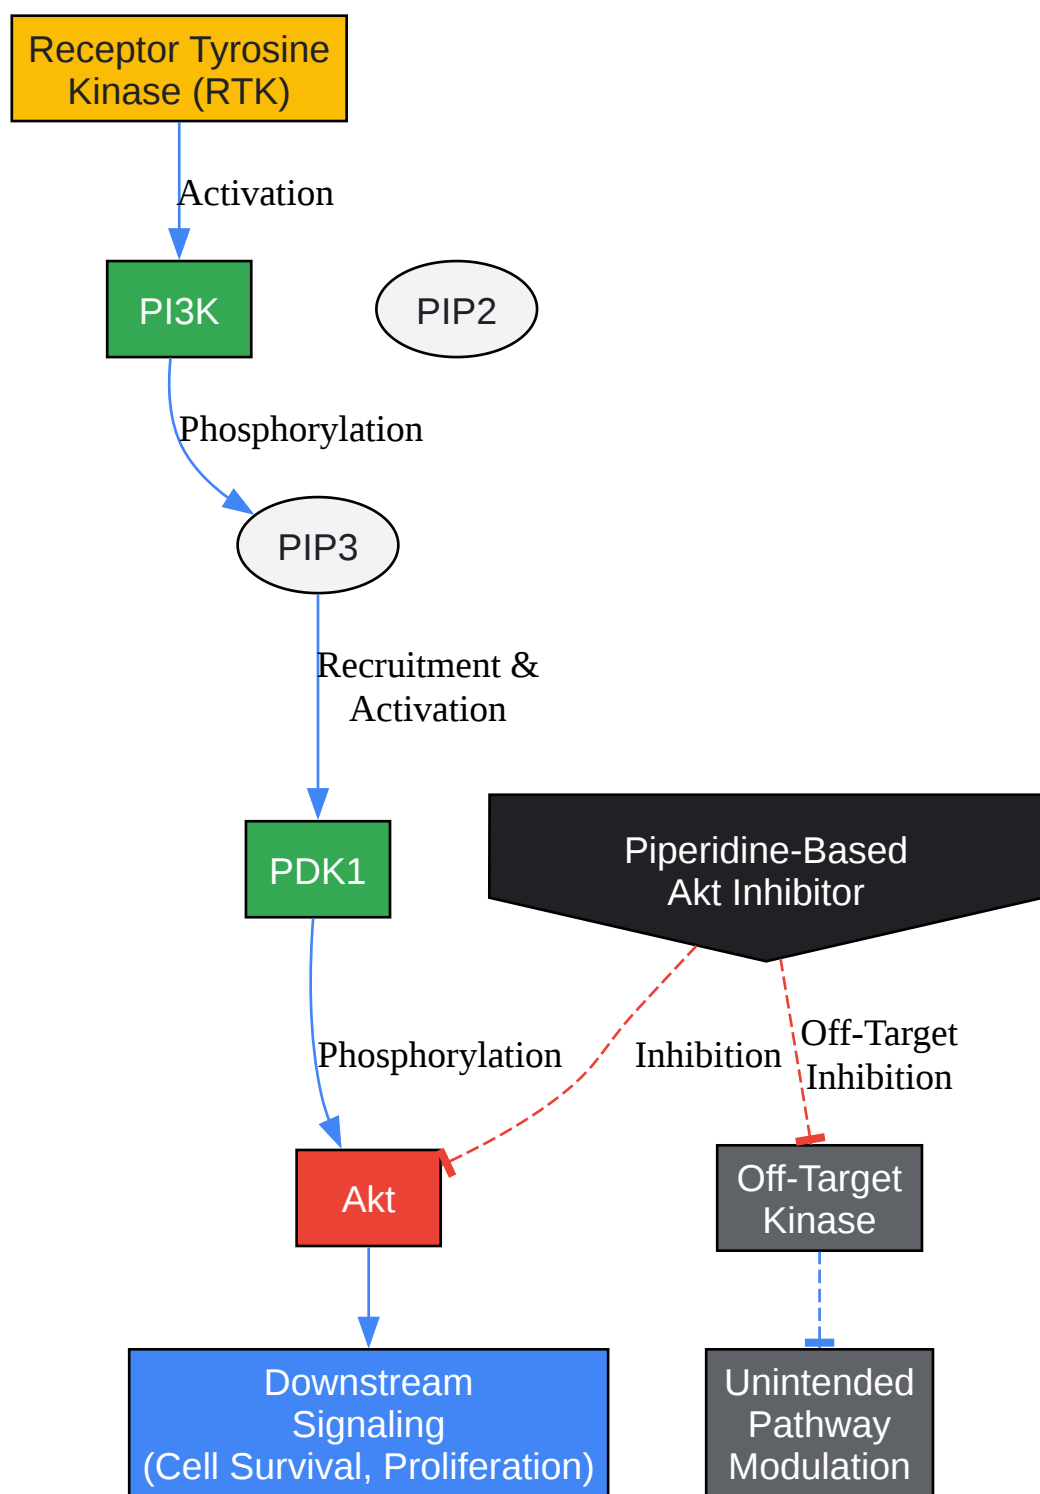 Receptor Tyrosine
Kinase (RTK)
Activation
PI3K
PIP2
Phosphorylation
PIP3
Recruitment &
Activation
PDK1
Piperidine-Based
Akt Inhibitor
Phosphorylation
Inhibition
Off-Target
Inhibition
Akt
Off-Target
Kinase
Downstream
Signaling
(Cell Survival, Proliferation)
Unintended
Pathway
Modulation